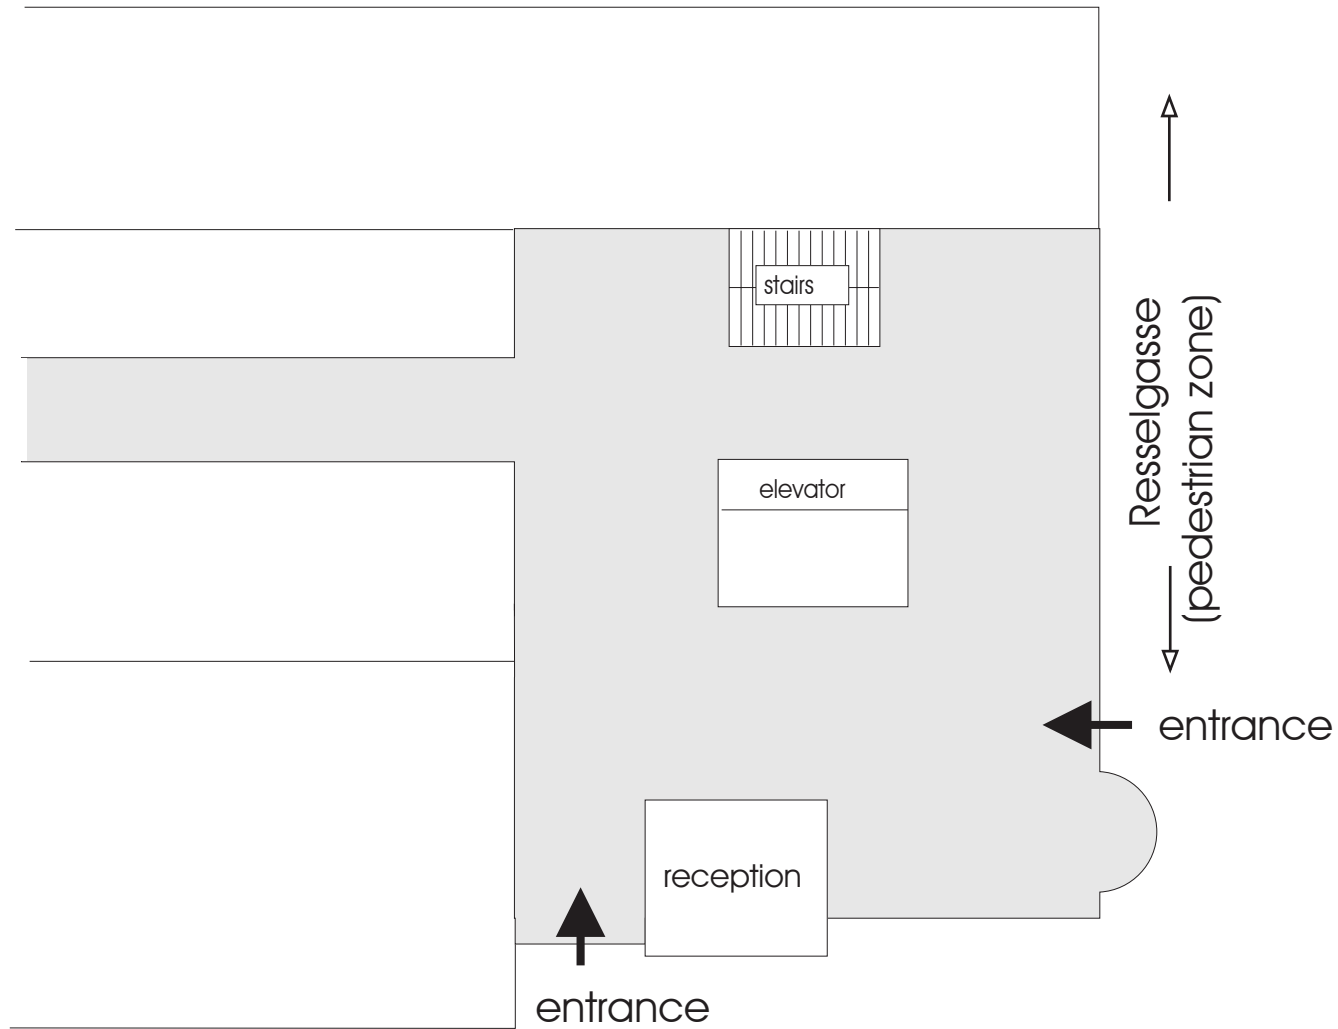 stairs
Resselgasse
(pedestrian zone)
elevator
entrance
reception
entrance